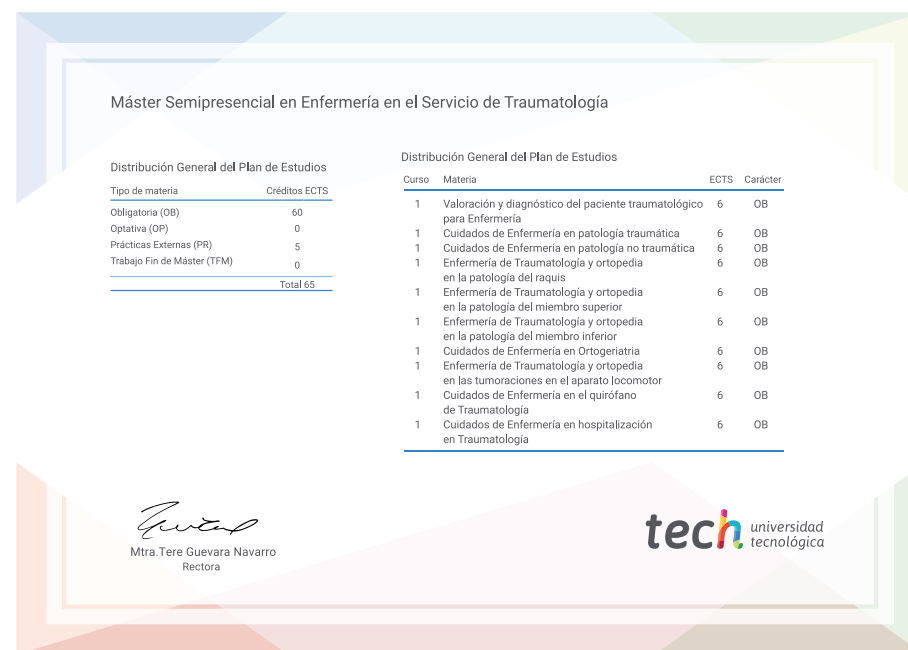 Máster Semipresencial en Enfermería en el Servicio de Traumatología
Distribución General del Plan de Estudios
Tipo de materia Créditos ECTS
Obligatoria (OB) 60
Optativa (OP) 0
Prácticas Externas (PR) 5
Trabajo Fin de Máster (TFM) 0
Total 65
Distribución General del Plan de Estudios
Curso Materia ECTS Carácter
1 Valoración y diagnóstico del paciente traumatológico 6 OB
para Enfermería
1 Cuidados de Enfermería en patología traumática 6 OB
1 Cuidados de Enfermería en patología no traumática 6 OB
1 Enfermería de Traumatología y ortopedia 6 OB
en la patología del raquis
1 Enfermería de Traumatología y ortopedia 6 OB
en la patología del miembro superior
1 Enfermería de Traumatología y ortopedia 6 OB
en la patología del miembro inferior
1 Cuidados de Enfermería en Ortogeriatria 6 OB
1 Enfermería de Traumatología y ortopedia 6 OB
en las tumoraciones en el aparato locomotor
1 Cuidados de Enfermería en el quirófano 6 OB
de Traumatología
1 Cuidados de Enfermería en hospitalización 6 OB
en Traumatología
Mtra.Tere Guevara Navarro
Rectora
tech universidad
tecnológica